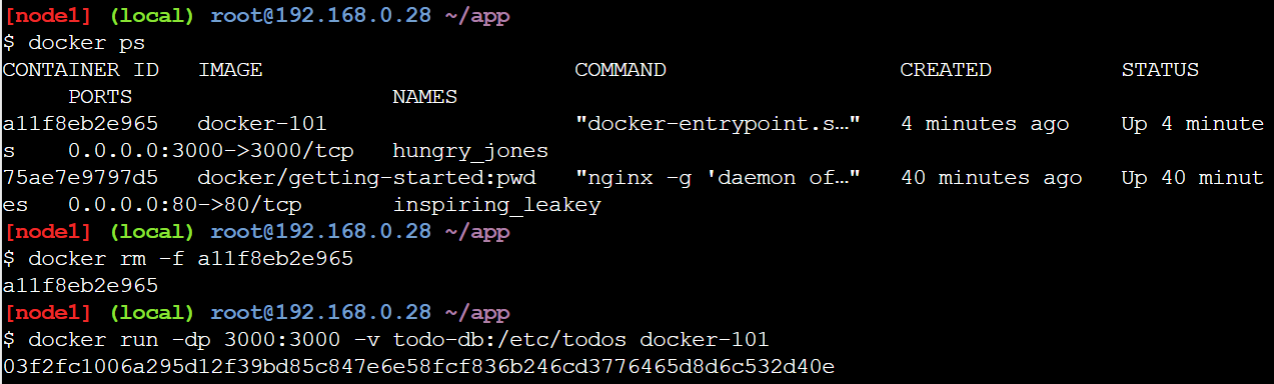 [node1] (local) root@192.168.0.28 ~/app
$ docker ps
CONTAINER ID   IMAGE                        COMMAND                  CREATED          STATUS
     PORTS                    NAMES
a11f8eb2e965   docker-101                   "docker-entrypoint.s…"   4 minutes ago    Up 4 minute
s    0.0.0.0:3000->3000/tcp   hungry_jones
75ae7e9797d5   docker/getting-started:pwd   "nginx -g 'daemon of…"   40 minutes ago   Up 40 minut
es   0.0.0.0:80->80/tcp       inspiring_leakey
[node1] (local) root@192.168.0.28 ~/app
$ docker rm -f a11f8eb2e965
a11f8eb2e965
[node1] (local) root@192.168.0.28 ~/app
$ docker run -dp 3000:3000 -v todo-db:/etc/todos docker-101
03f2fc1006a295d12f39bd85c847e6e58fcf836b246cd3776465d8d6c532d40e